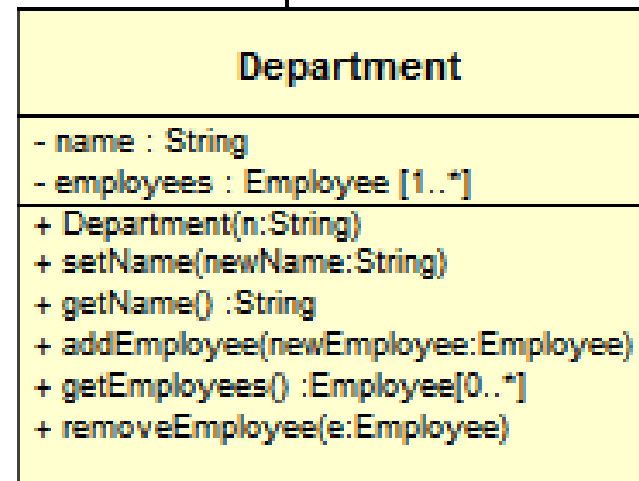 Department
- name : String
- employees : Employee [1..*]
+ Department(n:String)
+ setName(newName:String)
+ getName() :String
+ addEmployee(newEmployee:Employee)
+ getEmployees() :Employee[0..*]
+ removeEmployee(e:Employee)